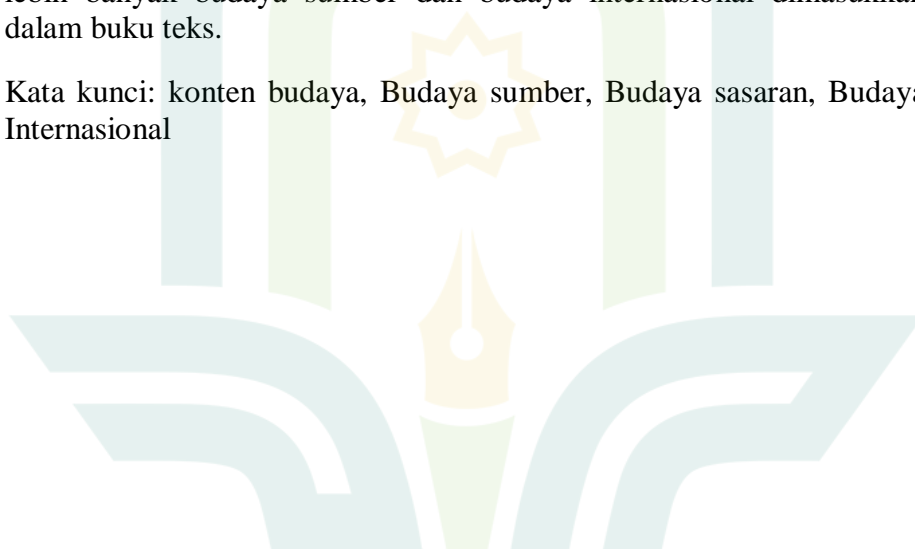 lebih banyak budaya sumber dan budaya Internasional dimasukkan
dalam buku teks.
Kata kunci: konten budaya, Budaya sumber, Budaya sasaran, Budaya
Internasional